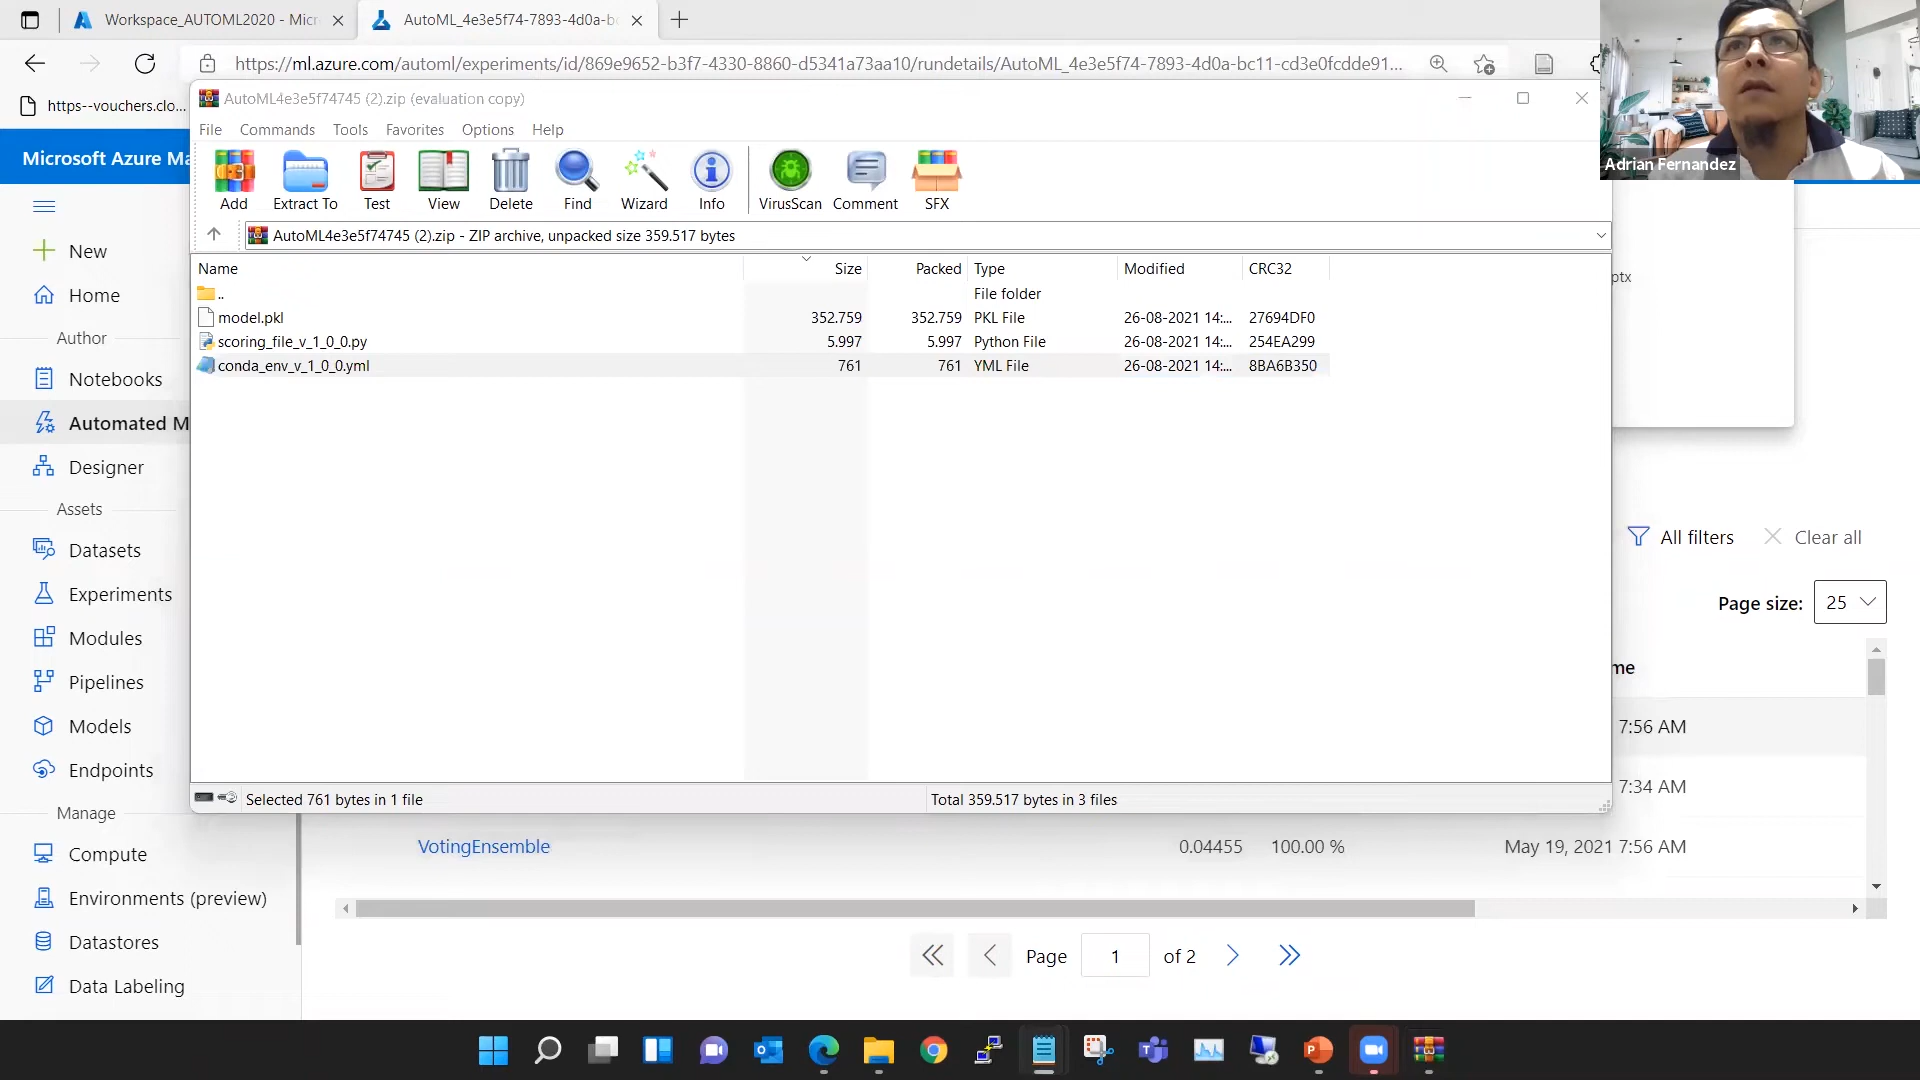 Workspace_AUTOML2020 - Micr
AutoML_4e3e5f74-7893-4d0a-bc
https://ml.azure.com/automl/experiments/id/869e9652-b3f7-4330-8860-d5341a73aa10/rundetails/AutoML_4e3e5f74-7893-4d0a-bc11-cd3e0fcdde91...
https--vouchers.clo...
AutoML4e3e5f74745 (2).zip (evaluation copy)
File Commands Tools Favorites Options Help
Add Extract To Test View Delete Find Wizard Info VirusScan Comment SFX
AutoML4e3e5f74745 (2).zip - ZIP archive, unpacked size 359.517 bytes
Name Size Packed Type Modified CRC32
.. File folder
model.pkl 352.759 352.759 PKL File 26-08-2021 14:... 27694DF0
scoring_file_v_1_0_0.py 5.997 5.997 Python File 26-08-2021 14:... 254EA299
conda_env_v_1_0_0.yml 761 761 YML File 26-08-2021 14:... 8BA6B350
Selected 761 bytes in 1 file
Total 359.517 bytes in 3 files
Adrian Fernandez
Microsoft Azure Ma
New
Home
Author
Notebooks
Automated M
Designer
Assets
Datasets
Experiments
Modules
Pipelines
Models
Endpoints
Manage
Compute
Environments (preview)
Datastores
Data Labeling
ptx
All filters
Clear all
Page size: 25
me
7:56 AM
7:34 AM
VotingEnsemble 0.04455 100.00 % May 19, 2021 7:56 AM
Page 1 of 2